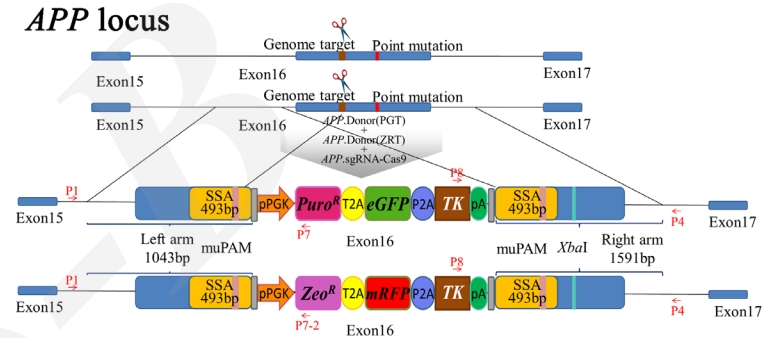 APP locus
Genome target Point mutation
Exon15 Exon16 Exon17
Genome target Point mutation
Exon15 Exon16 Exon17
APP.Donor(PGT)
+
APP.Donor(ZRT)
+
APP.sgRNA-Cas9
P1 P8
SSA 493bp pPGK PuroR T2A eGFP P2A TK pA SSA 493bp
Exon15 P7 P4 Exon17
Left arm 1043bp muPAM Exon16 muPAM XbaI Right arm 1591bp
P1 P8
SSA 493bp pPGK ZeoR T2A mRFP P2A TK pA SSA 493bp
Exon15 P7-2 P4 Exon17
Exon16